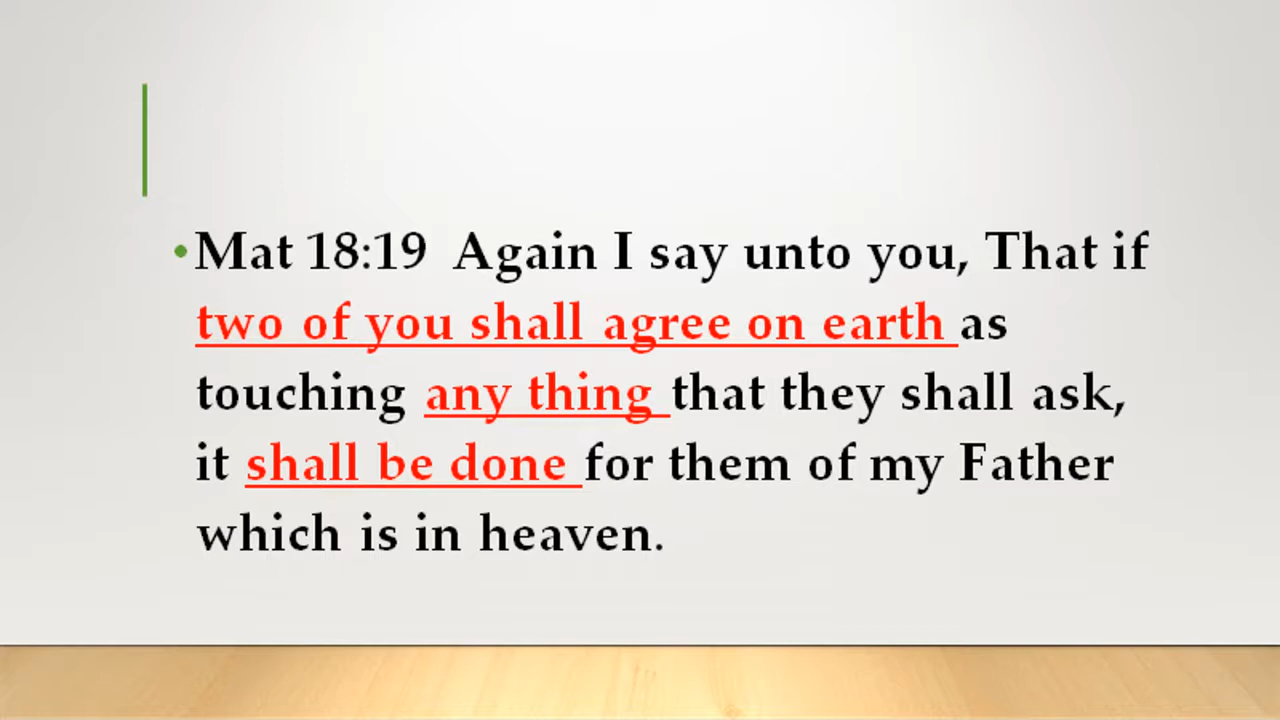 •Mat 18:19  Again I say unto you, That if
two of you shall agree on earth as
touching any thing that they shall ask,
it shall be done for them of my Father
which is in heaven.